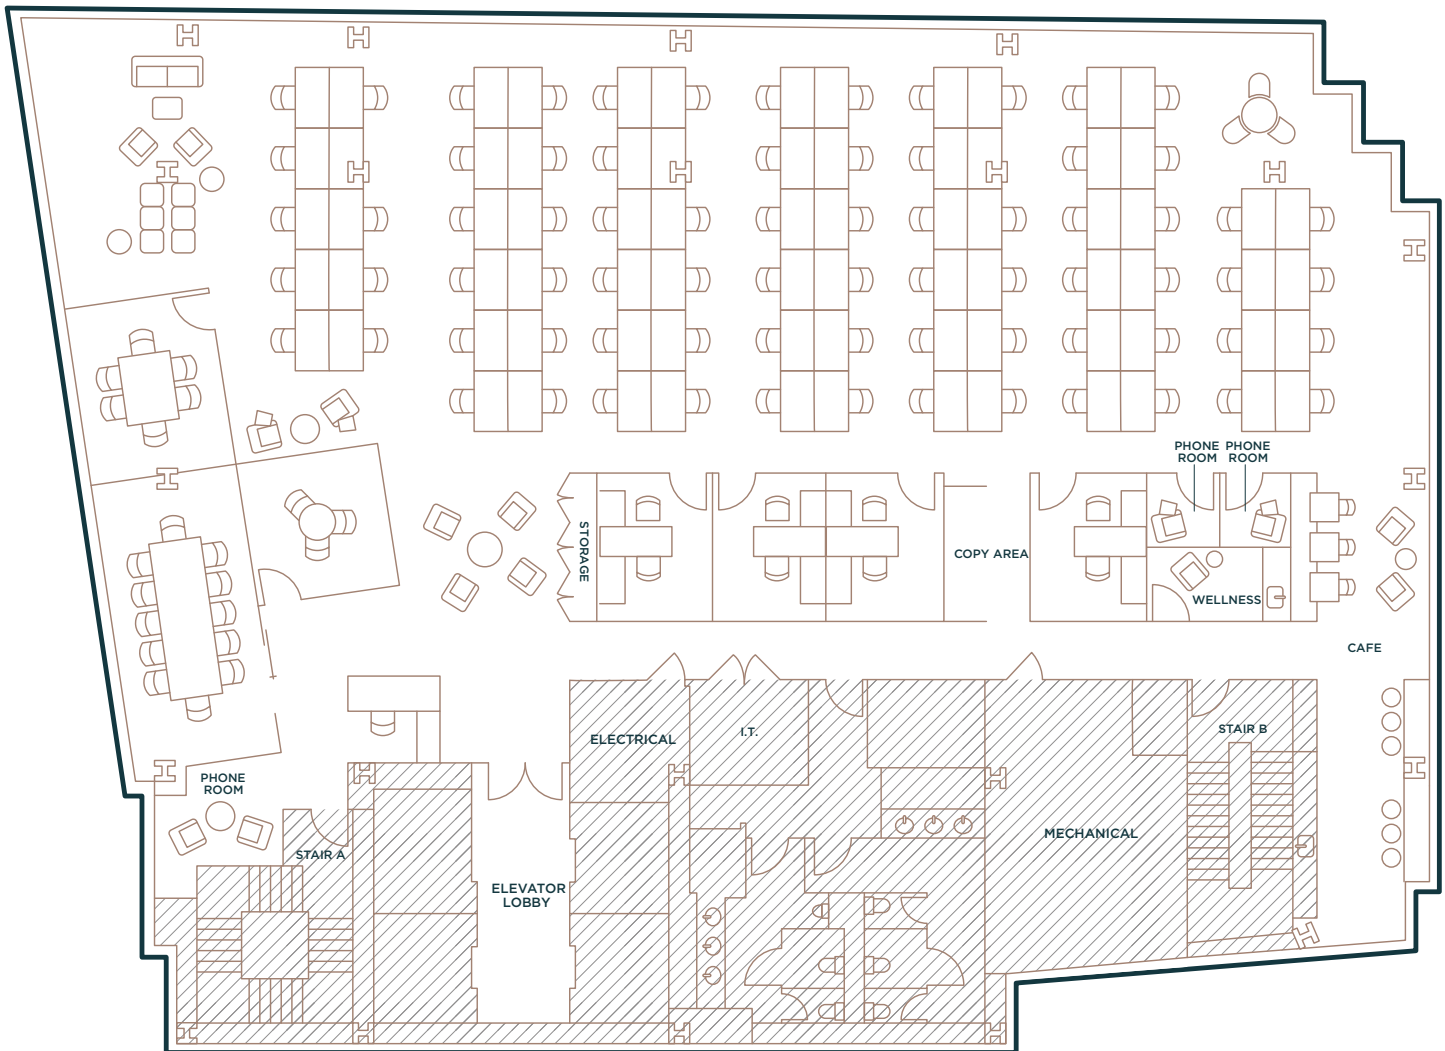 PHONE
ROOM
PHONE
ROOM
STORAGE
COPY AREA
WELLNESS
CAFE
ELECTRICAL
I.T.
STAIR B
PHONE
ROOM
MECHANICAL
STAIR A
ELEVATOR
LOBBY